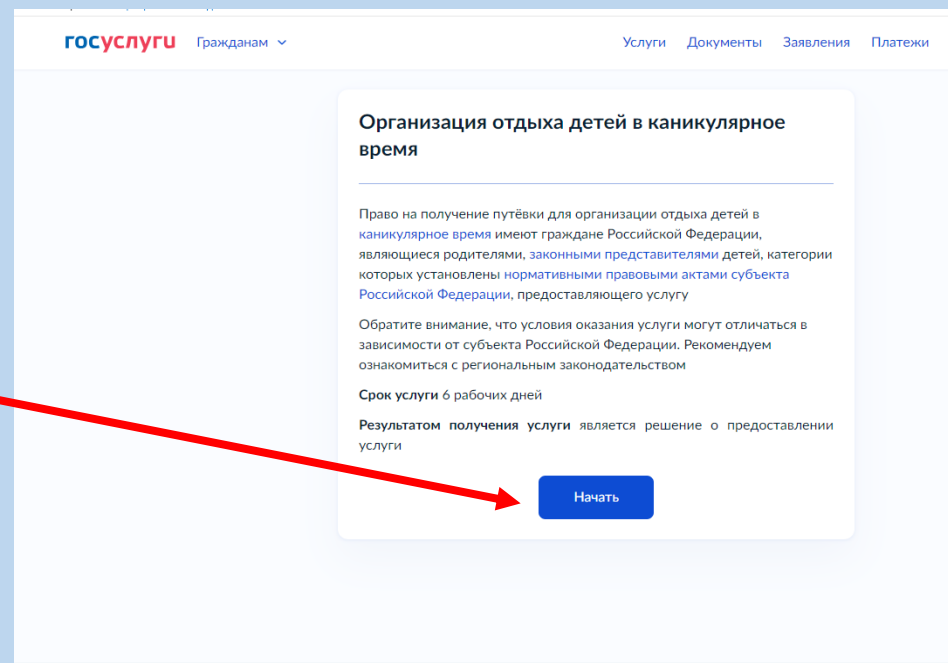 госуслуги Гражданам Услуги Документы Заявления Платежи
Организация отдыха детей в каникулярное
время
Право на получение путёвки для организации отдыха детей в
каникулярное время имеют граждане Российской Федерации,
являющиеся родителями, законными представителями детей, категории
которых установлены нормативными правовыми актами субъекта
Российской Федерации, предоставляющего услугу
Обратите внимание, что условия оказания услуги могут отличаться в
зависимости от субъекта Российской Федерации. Рекомендуем
ознакомиться с региональным законодательством
Срок услуги 6 рабочих дней
Результатом получения услуги является решение о предоставлении
услуги
Начать